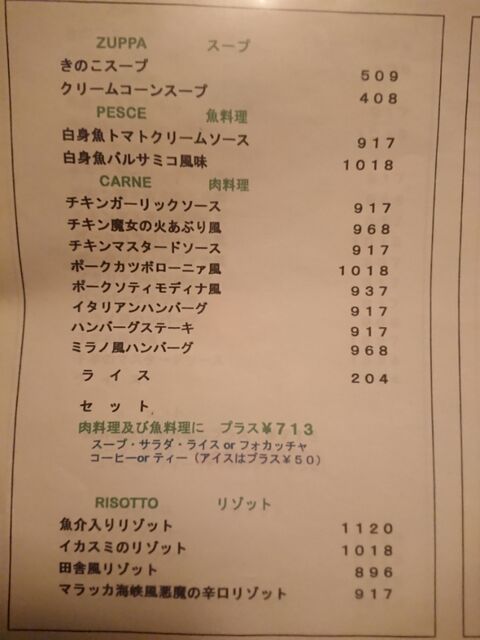 ZUPPA スープ
きのこスープ 509
クリームコーンスープ 408
PESCE 魚料理
白身魚トマトクリームソース 917
白身魚バルサミコ風味 1018
CARNE 肉料理
チキンガーリックソース 917
チキン魔女の火あぶり風 968
チキンマスタードソース 917
ポークカツボローニァ風 1018
ポークソティモディナ風 937
イタリアンハンバーグ 917
ハンバーグステーキ 917
ミラノ風ハンバーグ 968
ライス 204
セット
肉料理及び魚料理に プラス¥713
スープ・サラダ・ライス or フォカッチャ
コーヒーor ティー（アイスはプラス¥50）
RISOTTO リゾット
魚介入りリゾット 1120
イカスミのリゾット 1018
田舎風リゾット 896
マラッカ海峡風悪魔の辛口リゾット 917